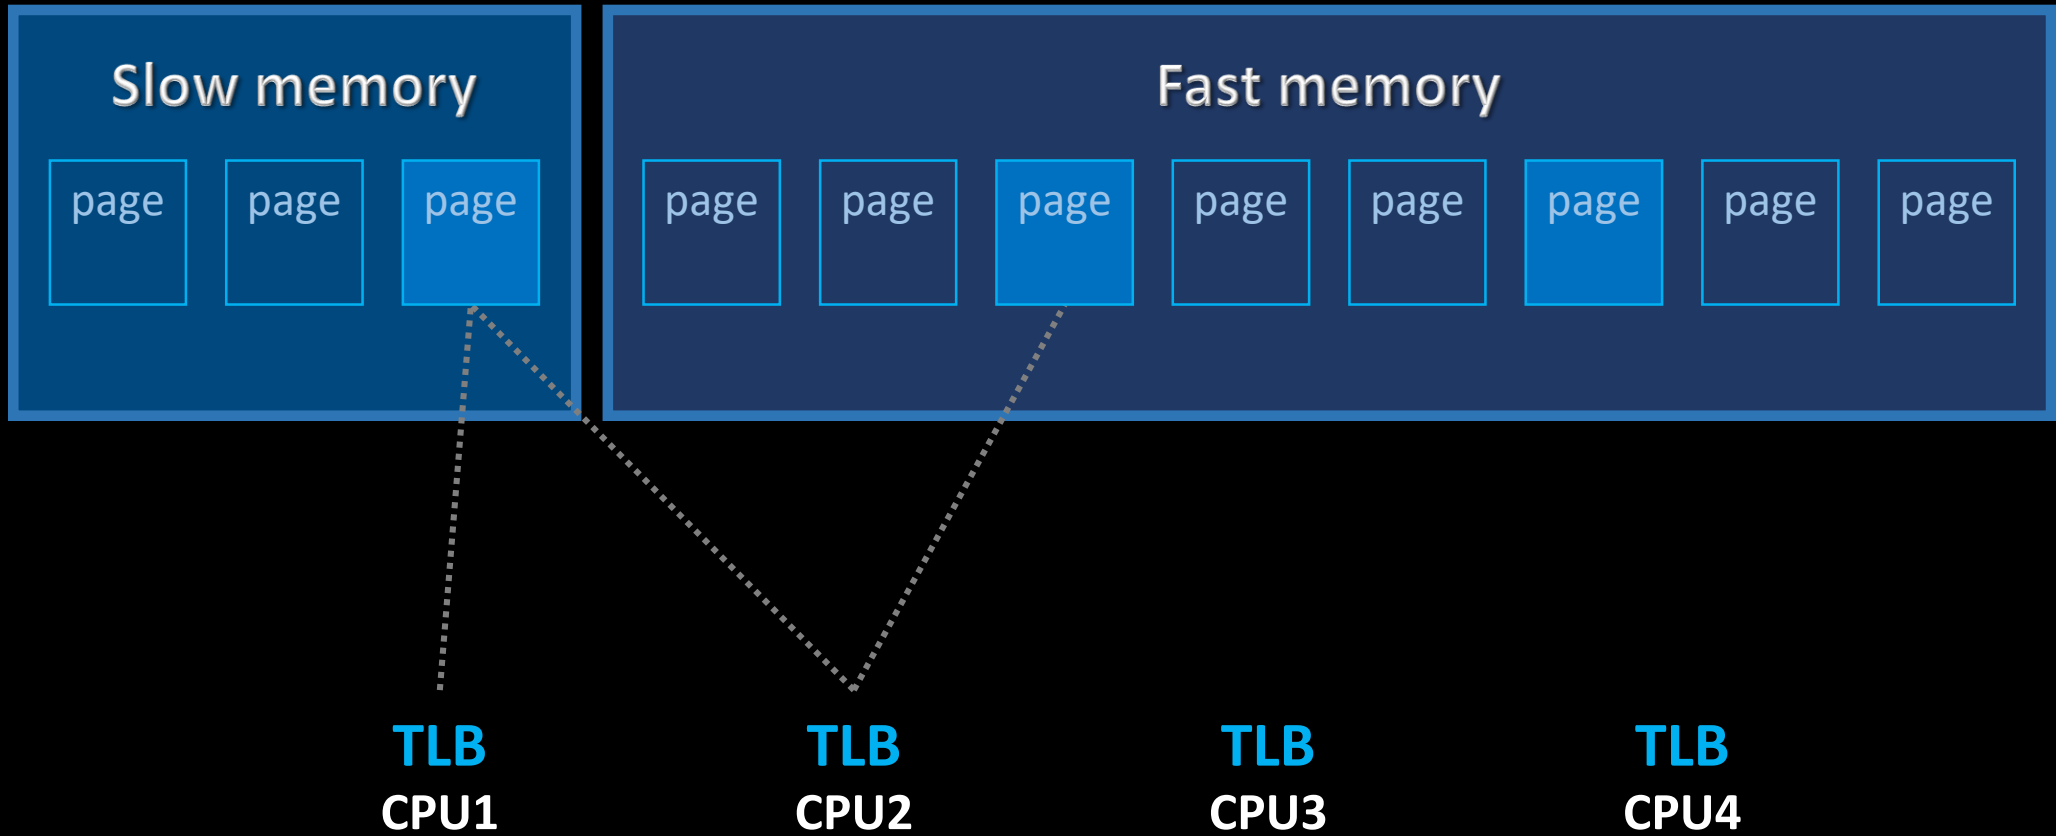 Slow memory
Fast memory
page page page
page page page page page page page page
TLB TLB TLB TLB
CPU1 CPU2 CPU3 CPU4